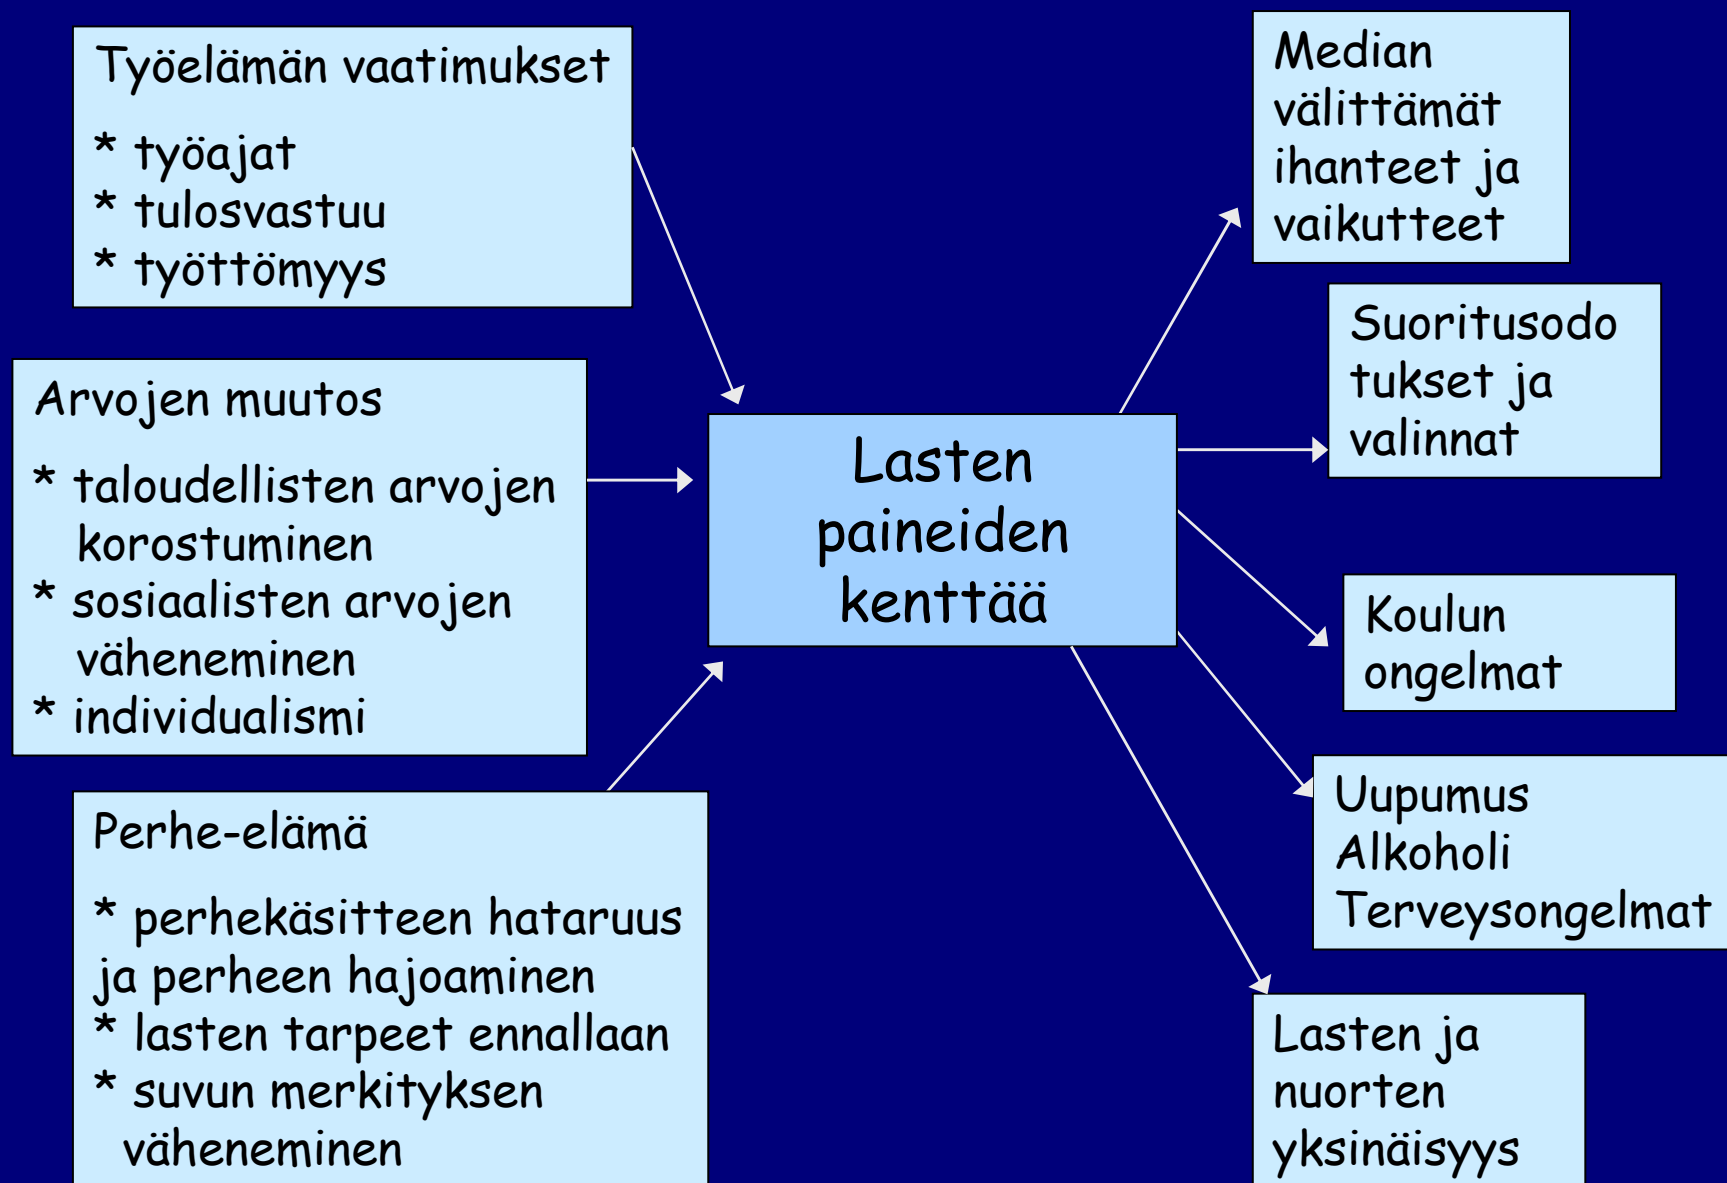 Työelämän vaatimukset
* työajat
* tulosvastuu
* työttömyys
Arvojen muutos
* taloudellisten arvojen
korostuminen
* sosiaalisten arvojen
väheneminen
* individualismi
Perhe-elämä
* perhekäsitteen hataruus
ja perheen hajoaminen
* lasten tarpeet ennallaan
* suvun merkityksen
väheneminen
Lasten
paineiden
kenttää
Median
välittämät
ihanteet ja
vaikutteet
Suoritusodo
tukset ja
valinnat
Koulun
ongelmat
Uupumus
Alkoholi
Terveysongelmat
Lasten ja
nuorten
yksinäisyys